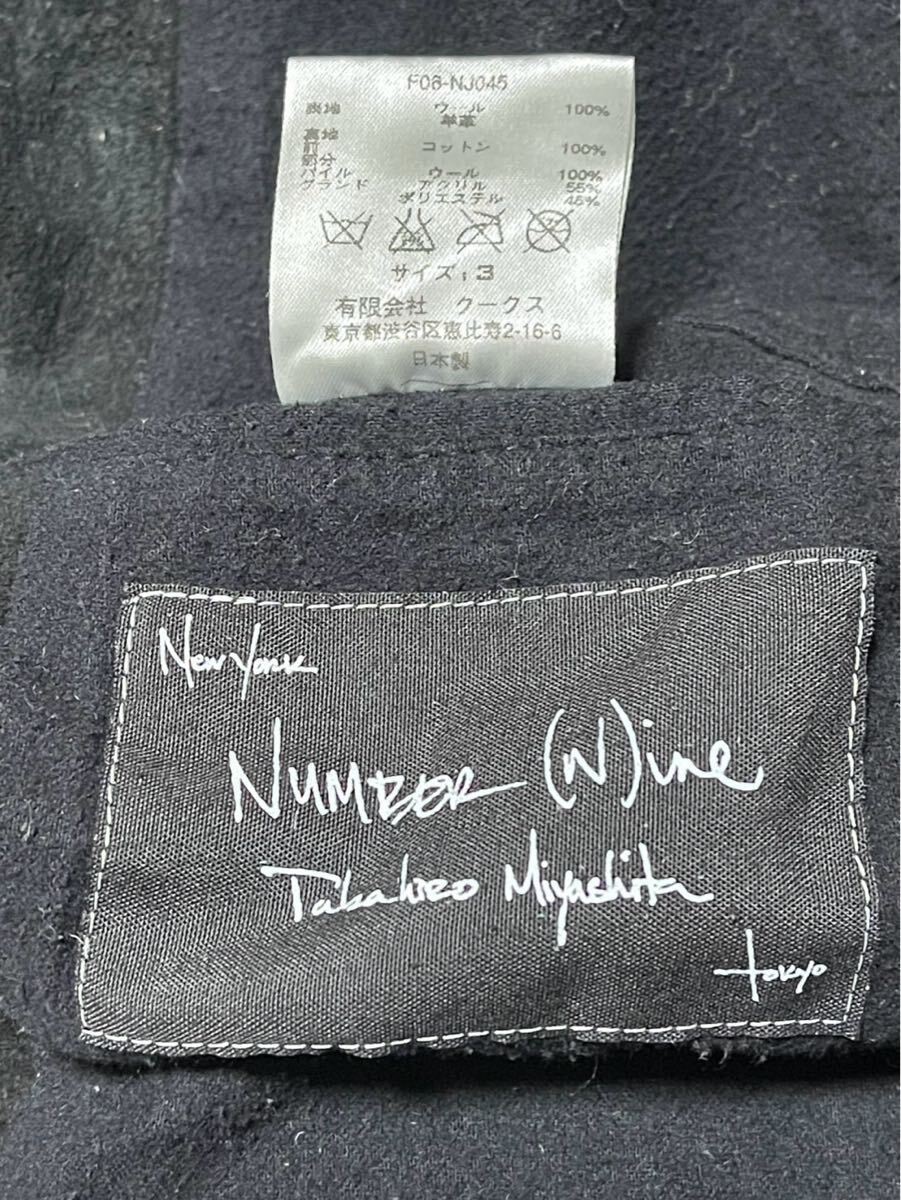 F06-NJ045
表地 ウール 100%
羊革
裏地
前 コットン 100%
部分
パイル ウール 100%
グランド アクリル 55%
ポリエステル 45%
サイズ:3
有限会社 クークス
東京都渋谷区恵比寿2-16-6
日本製
New York
NUMBER (N)ine
Takahiro Miyashita
tokyo